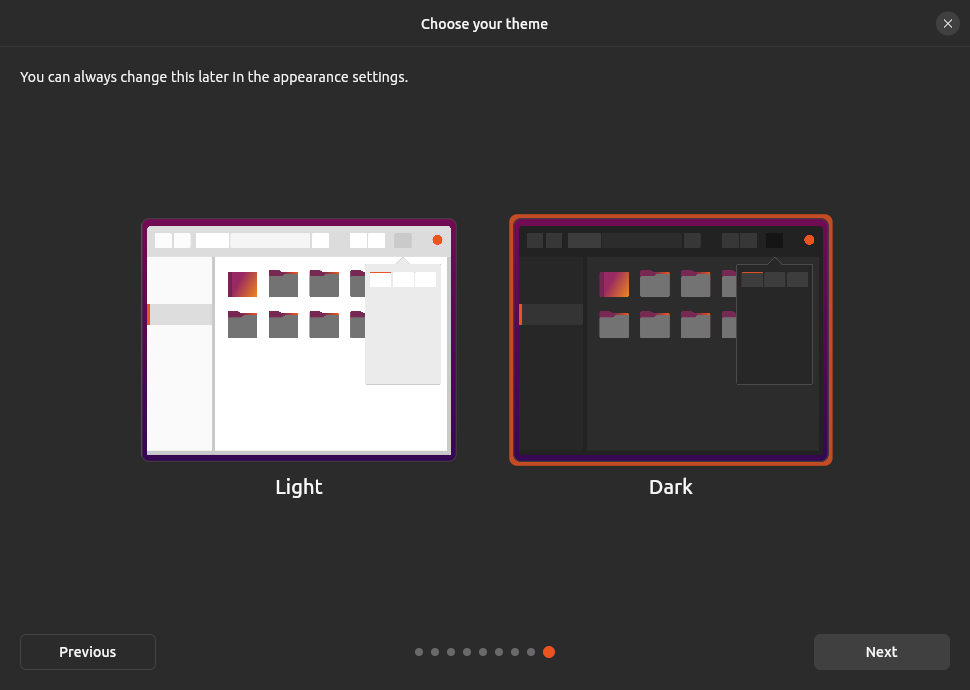 Choose your theme
You can always change this later in the appearance settings.
Light
Dark
Previous
Next